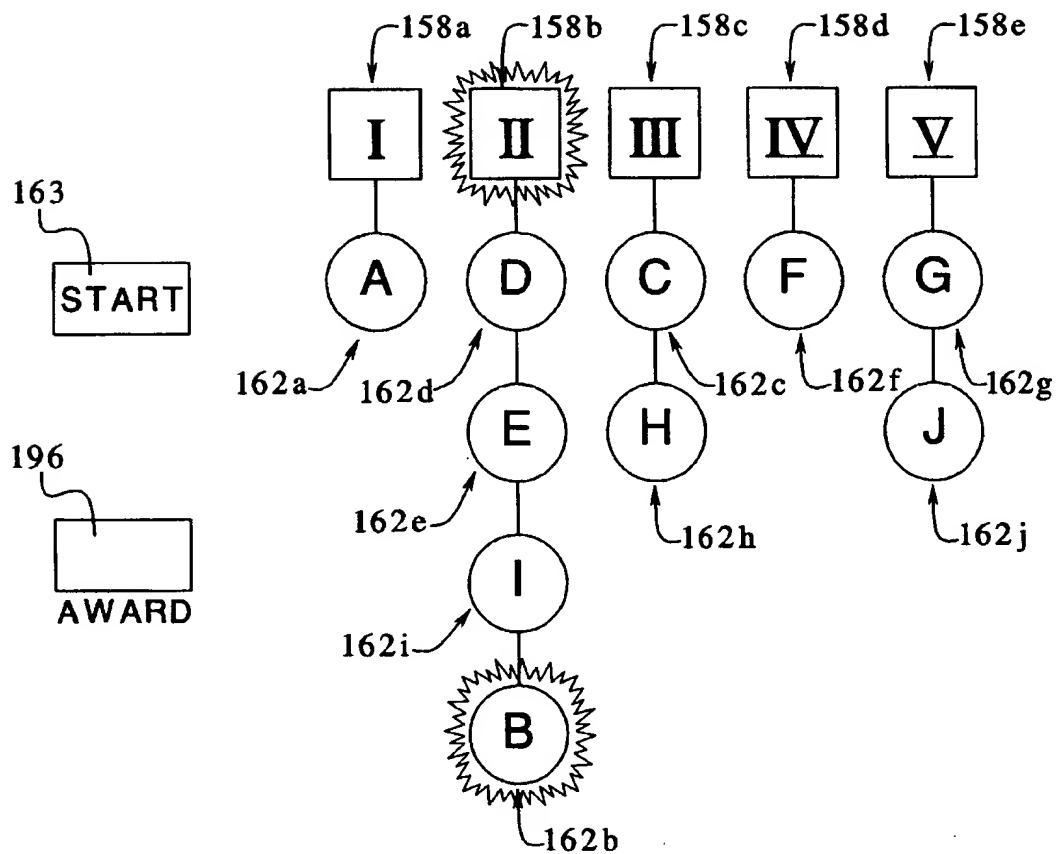 158a 158b 158c 158d 158e
I II III IV V
163
START
A D C F G
162a 162d 162c 162f 162g
E H J
196
162e 162h 162j
I
AWARD
162i
B
162b